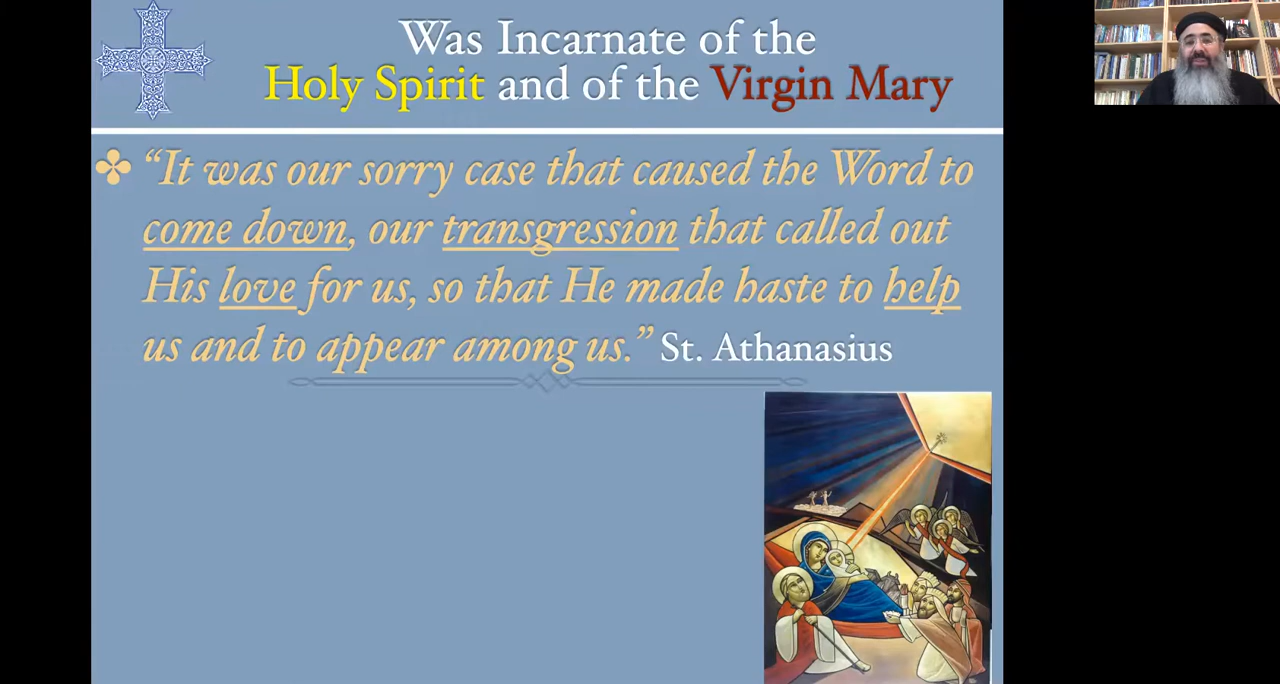 Was Incarnate of the
Holy Spirit and of the Virgin Mary
“It was our sorry case that caused the Word to
come down, our transgression that called out
His love for us, so that He made haste to help
us and to appear among us.” St. Athanasius